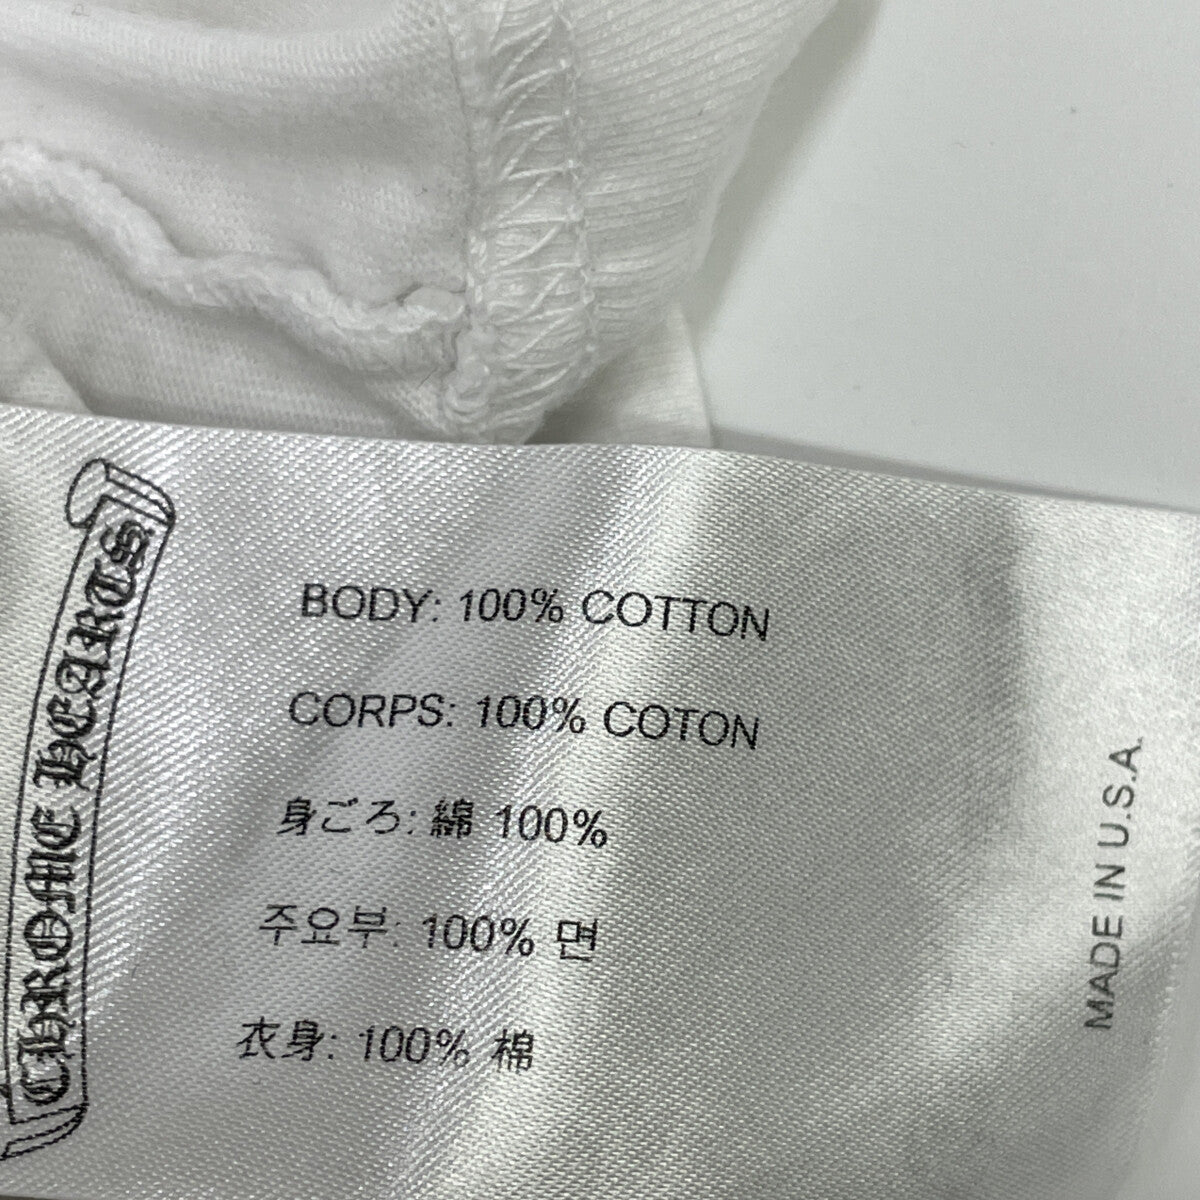 CHROME HEARTS
BODY: 100% COTTON
CORPS: 100% COTON
身ごろ: 綿 100%
주요부: 100% 면
衣身: 100% 棉
MADE IN U.S.A.